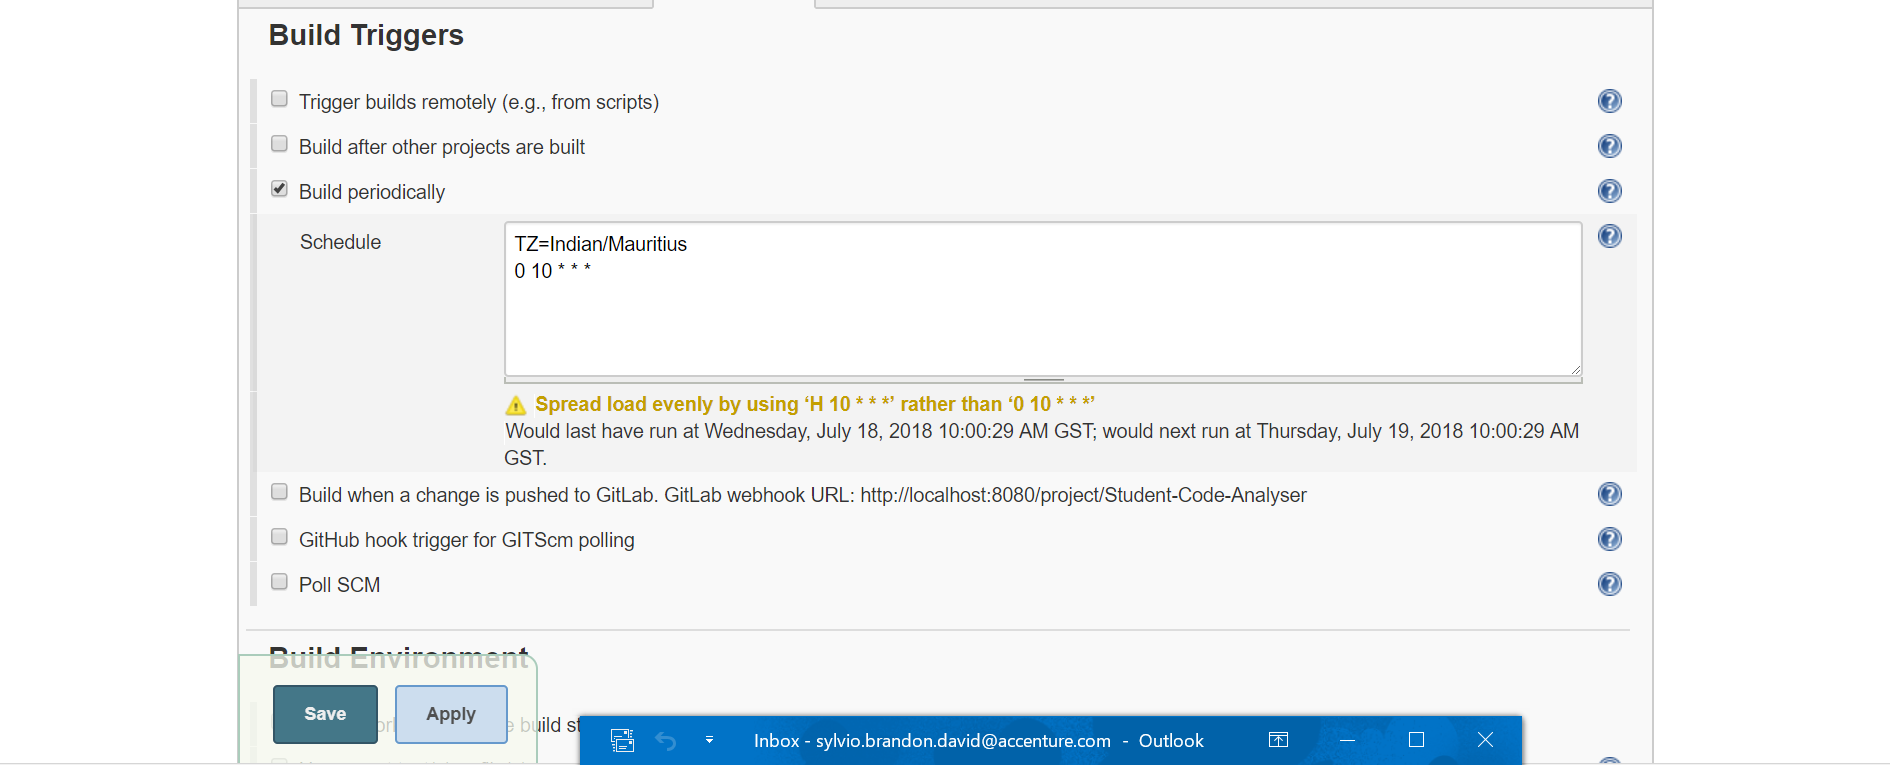 Build Triggers
Trigger builds remotely (e.g., from scripts)
Build after other projects are built
Build periodically
Schedule
TZ=Indian/Mauritius
0 10 * * *
Spread load evenly by using ‘H 10 * * *’ rather than ‘0 10 * * *’
Would last have run at Wednesday, July 18, 2018 10:00:29 AM GST; would next run at Thursday, July 19, 2018 10:00:29 AM
GST.
Build when a change is pushed to GitLab. GitLab webhook URL: http://localhost:8080/project/Student-Code-Analyser
GitHub hook trigger for GITScm polling
Poll SCM
Build Environment
Save
Apply
build
Inbox - sylvio.brandon.david@accenture.com - Outlook